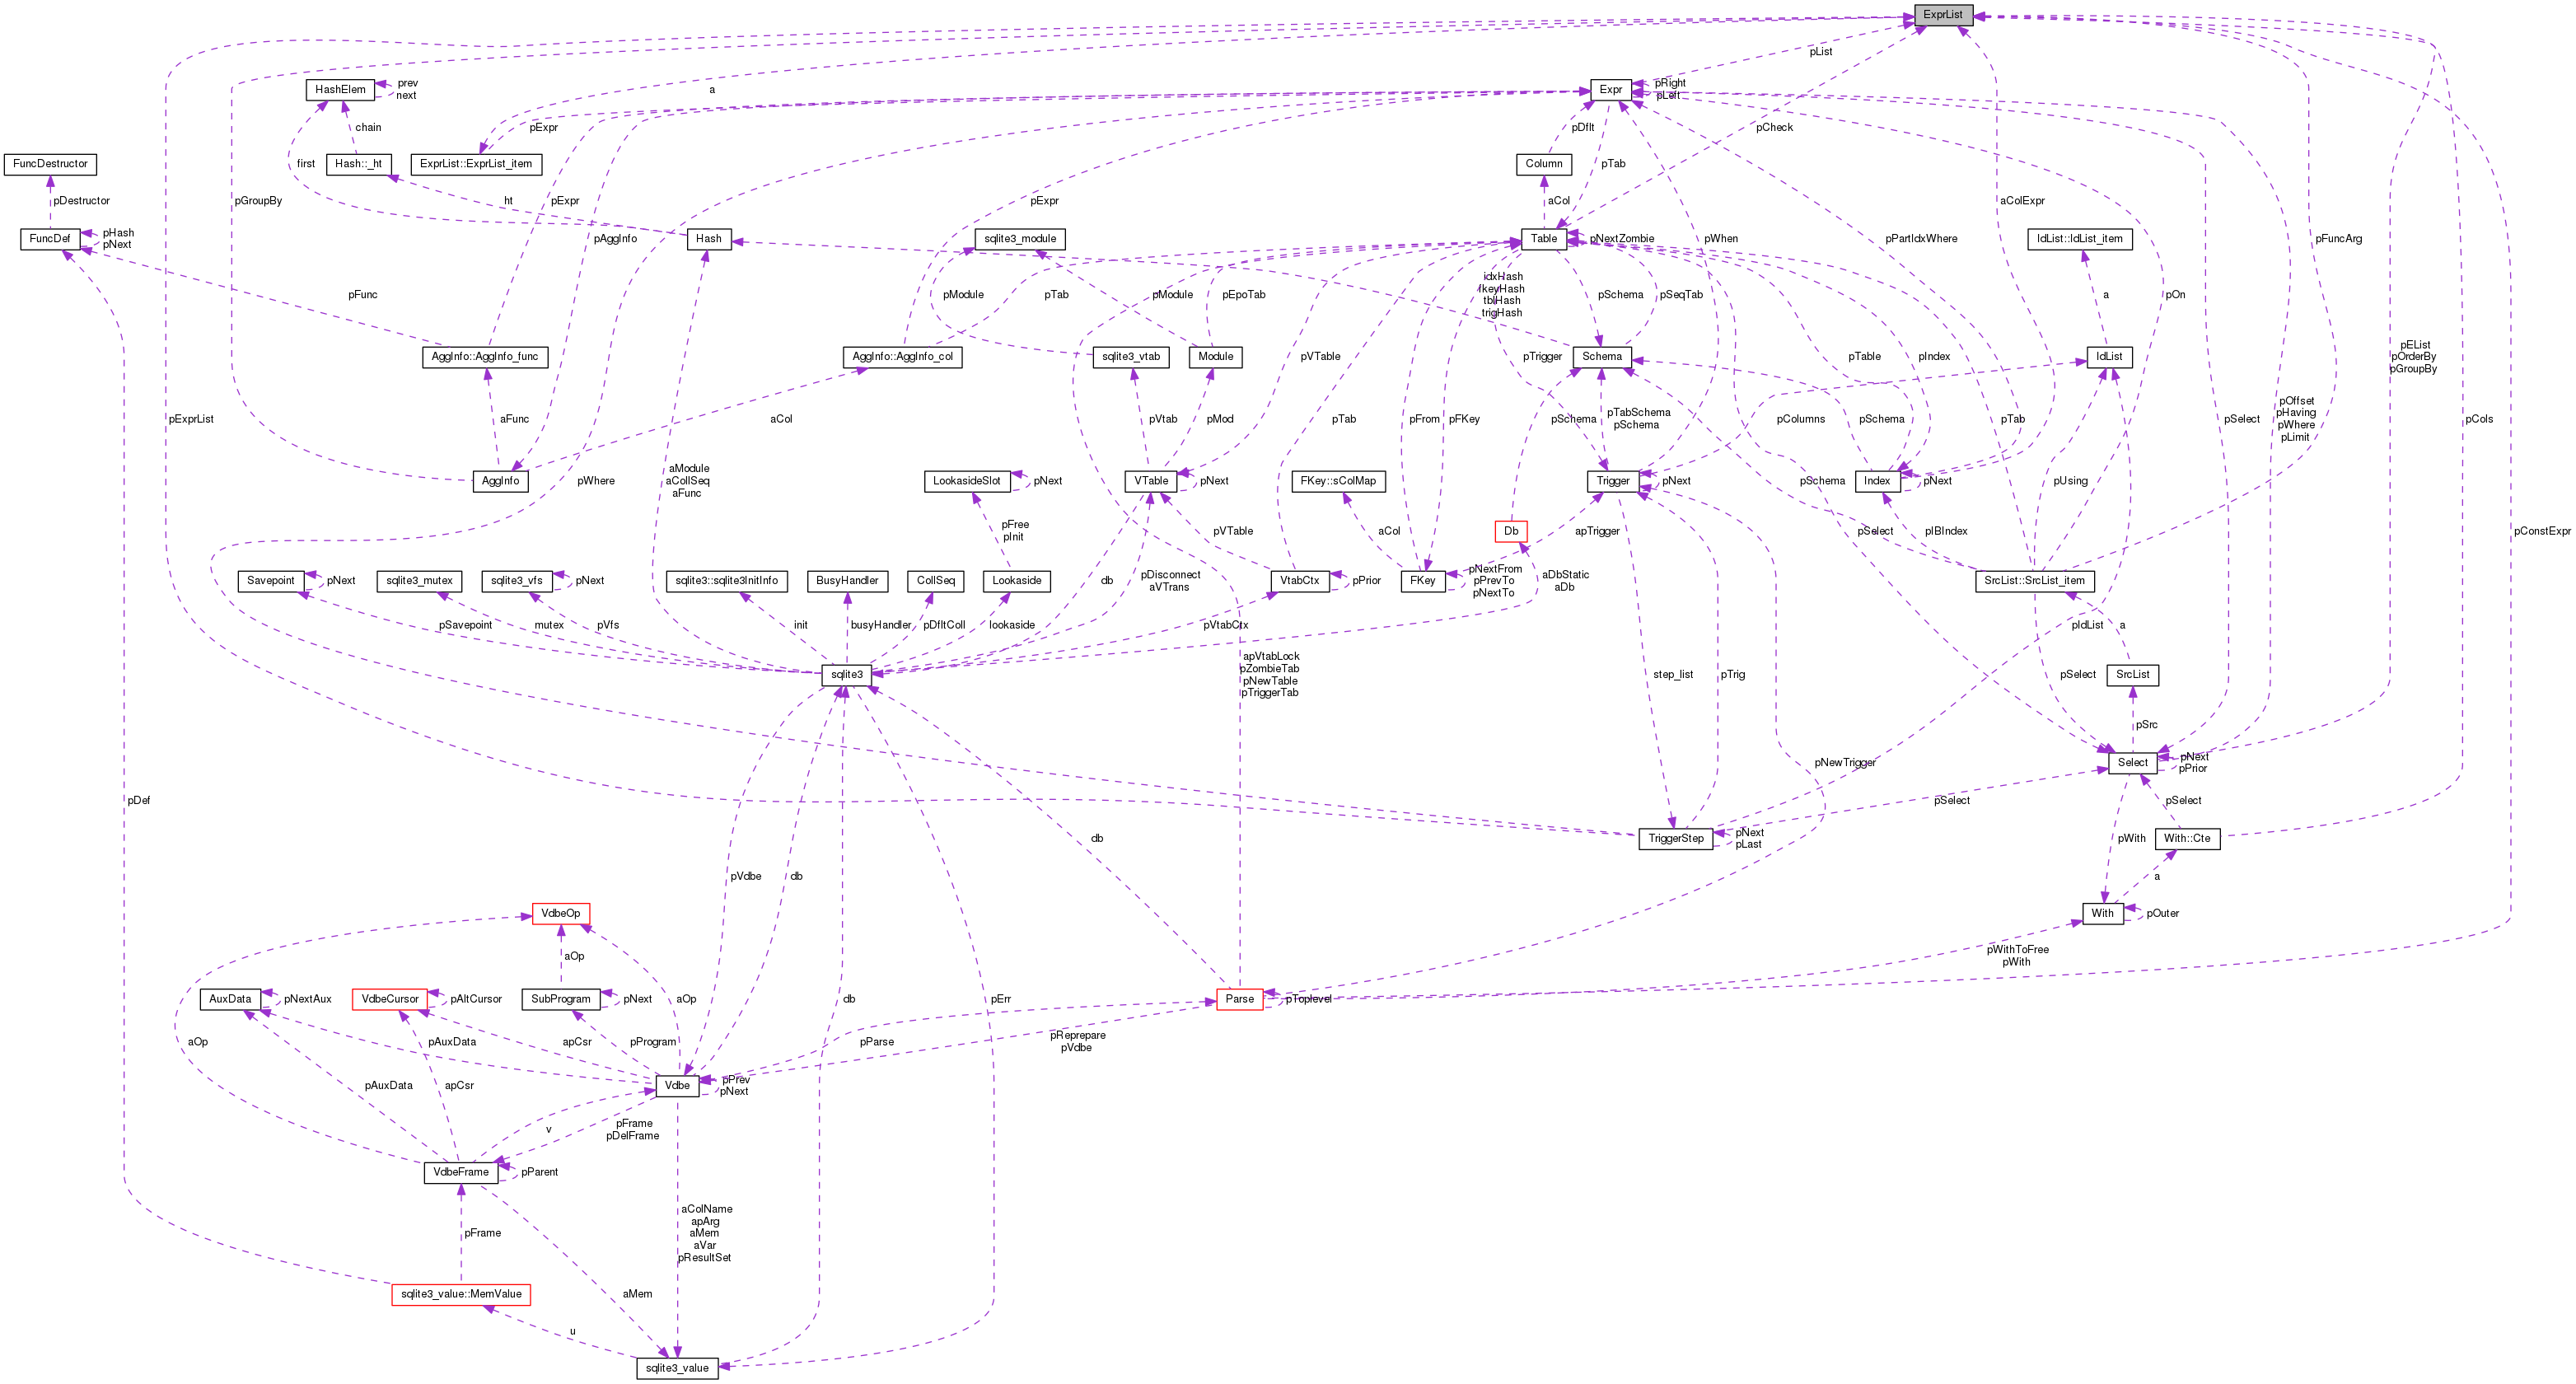 ExprList
pList
HashElem
prev
next
a
Expr
pRight
pLeft
pExpr
pCheck
pDflt
chain
FuncDestructor
first
Hash::_ht
ExprList::ExprList_item
Column
pTab
pDestructor
pGroupBy
pExpr
ht
pExpr
aCol
aColExpr
FuncDef
pHash
pNext
pAggInfo
Hash
sqlite3_module
Table
pNextZombie
pWhen
pPartIdxWhere
IdList::IdList_item
pFuncArg
pFunc
pModule
pTab
pModule
pEpoTab
idxHash
fkeyHash
tblHash
trigHash
pSchema
pSeqTab
pOn
a
AggInfo::AggInfo_func
AggInfo::AggInfo_col
sqlite3_vtab
Module
pVTable
pTrigger
Schema
pTable
pIndex
IdList
pEList
pOrderBy
pGroupBy
pExprList
aFunc
aCol
pVtab
pMod
pTab
pFrom
pFKey
pSchema
pTabSchema
pSchema
pColumns
pSchema
pTab
pSelect
pOffset
pHaving
pWhere
pLimit
pCols
AggInfo
pWhere
aModule
aCollSeq
aFunc
LookasideSlot
pNext
VTable
pNext
FKey::sColMap
Trigger
pNext
pSchema
Index
pNext
pUsing
pFree
pInit
pVTable
aCol
Db
apTrigger
pSelect
pIBIndex
pConstExpr
Savepoint
pNext
sqlite3_mutex
sqlite3_vfs
pNext
sqlite3::sqlite3InitInfo
BusyHandler
CollSeq
Lookaside
db
pDisconnect
aVTrans
VtabCtx
pPrior
FKey
pNextFrom
pPrevTo
pNextTo
aDbStatic
aDb
SrcList::SrcList_item
pSavepoint
mutex
pVfs
init
busyHandler
pDfltColl
lookaside
pVtabCtx
pIdList
a
sqlite3
apVtabLock
pZombieTab
pNewTable
pTriggerTab
step_list
pTrig
pSelect
SrcList
pSrc
pNewTrigger
Select
pNext
pPrior
pDef
pSelect
pSelect
db
TriggerStep
pNext
pLast
pWith
With::Cte
pVdbe
db
a
VdbeOp
With
pOuter
aOp
pWithToFree
pWith
AuxData
pNextAux
VdbeCursor
pAltCursor
SubProgram
pNext
aOp
db
pErr
Parse
pToplevel
aOp
pAuxData
apCsr
pProgram
pParse
pReprepare
pVdbe
pAuxData
apCsr
Vdbe
pPrev
pNext
v
pFrame
pDelFrame
VdbeFrame
pParent
pFrame
aColName
apArg
aMem
aVar
pResultSet
sqlite3_value::MemValue
aMem
u
sqlite3_value